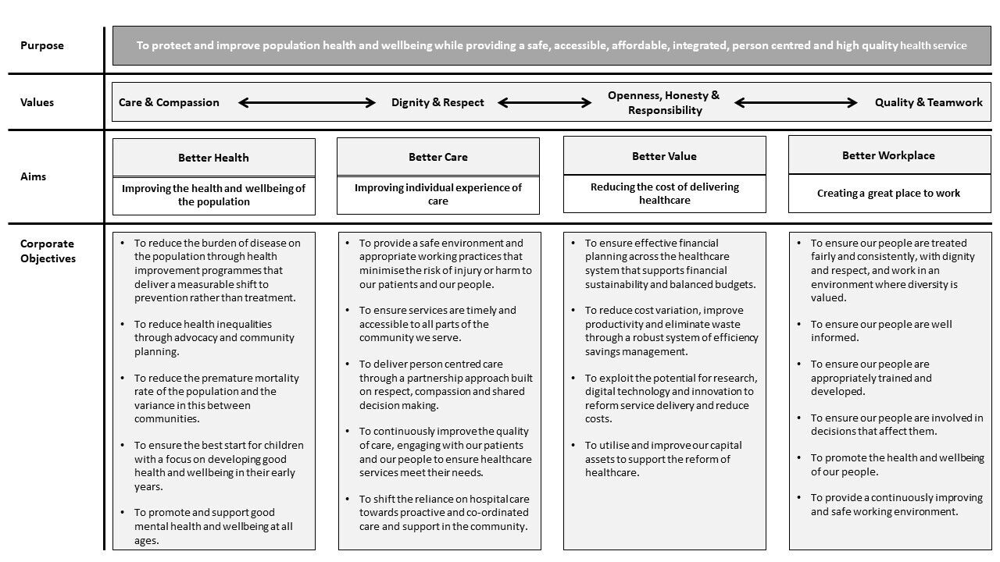 Purpose
To protect and improve population health and wellbeing while providing a safe, accessible, affordable, integrated, person centred and high quality health service
Values
Care & Compassion
Dignity & Respect
Openness, Honesty &
Responsibility
Quality & Teamwork
Aims
Better Health
Improving the health and wellbeing of
the population
Better Care
Improving individual experience of
care
Better Value
Reducing the cost of delivering
healthcare
Better Workplace
Creating a great place to work
Corporate
Objectives
• To reduce the burden of disease on
the population through health
improvement programmes that
deliver a measurable shift to
prevention rather than treatment.
• To reduce health inequalities
through advocacy and community
planning.
• To reduce the premature mortality
rate of the population and the
variance in this between
communities.
• To ensure the best start for children
with a focus on developing good
health and wellbeing in their early
years.
• To promote and support good
mental health and wellbeing at all
ages.
• To provide a safe environment and
appropriate working practices that
minimise the risk of injury or harm to
our patients and our people.
• To ensure services are timely and
accessible to all parts of the
community we serve.
• To deliver person centred care
through a partnership approach built
on respect, compassion and shared
decision making.
• To continuously improve the quality
of care, engaging with our patients
and our people to ensure healthcare
services meet their needs.
• To shift the reliance on hospital care
towards proactive and co-ordinated
care and support in the community.
• To ensure effective financial
planning across the healthcare
system that supports financial
sustainability and balanced budgets.
• To reduce cost variation, improve
productivity and eliminate waste
through a robust system of efficiency
savings management.
• To exploit the potential for research,
digital technology and innovation to
reform service delivery and reduce
costs.
• To utilise and improve our capital
assets to support the reform of
healthcare.
• To ensure our people are treated
fairly and consistently, with dignity
and respect, and work in an
environment where diversity is
valued.
• To ensure our people are well
informed.
• To ensure our people are
appropriately trained and
developed.
• To ensure our people are involved in
decisions that affect them.
• To promote the health and wellbeing
of our people.
• To provide a continuously improving
and safe working environment.